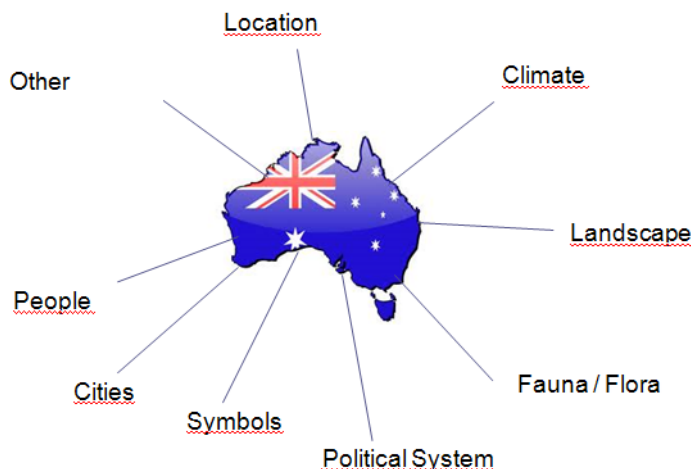 Location
Other
Climate
Landscape
People
Fauna / Flora
Cities
Symbols
Political System